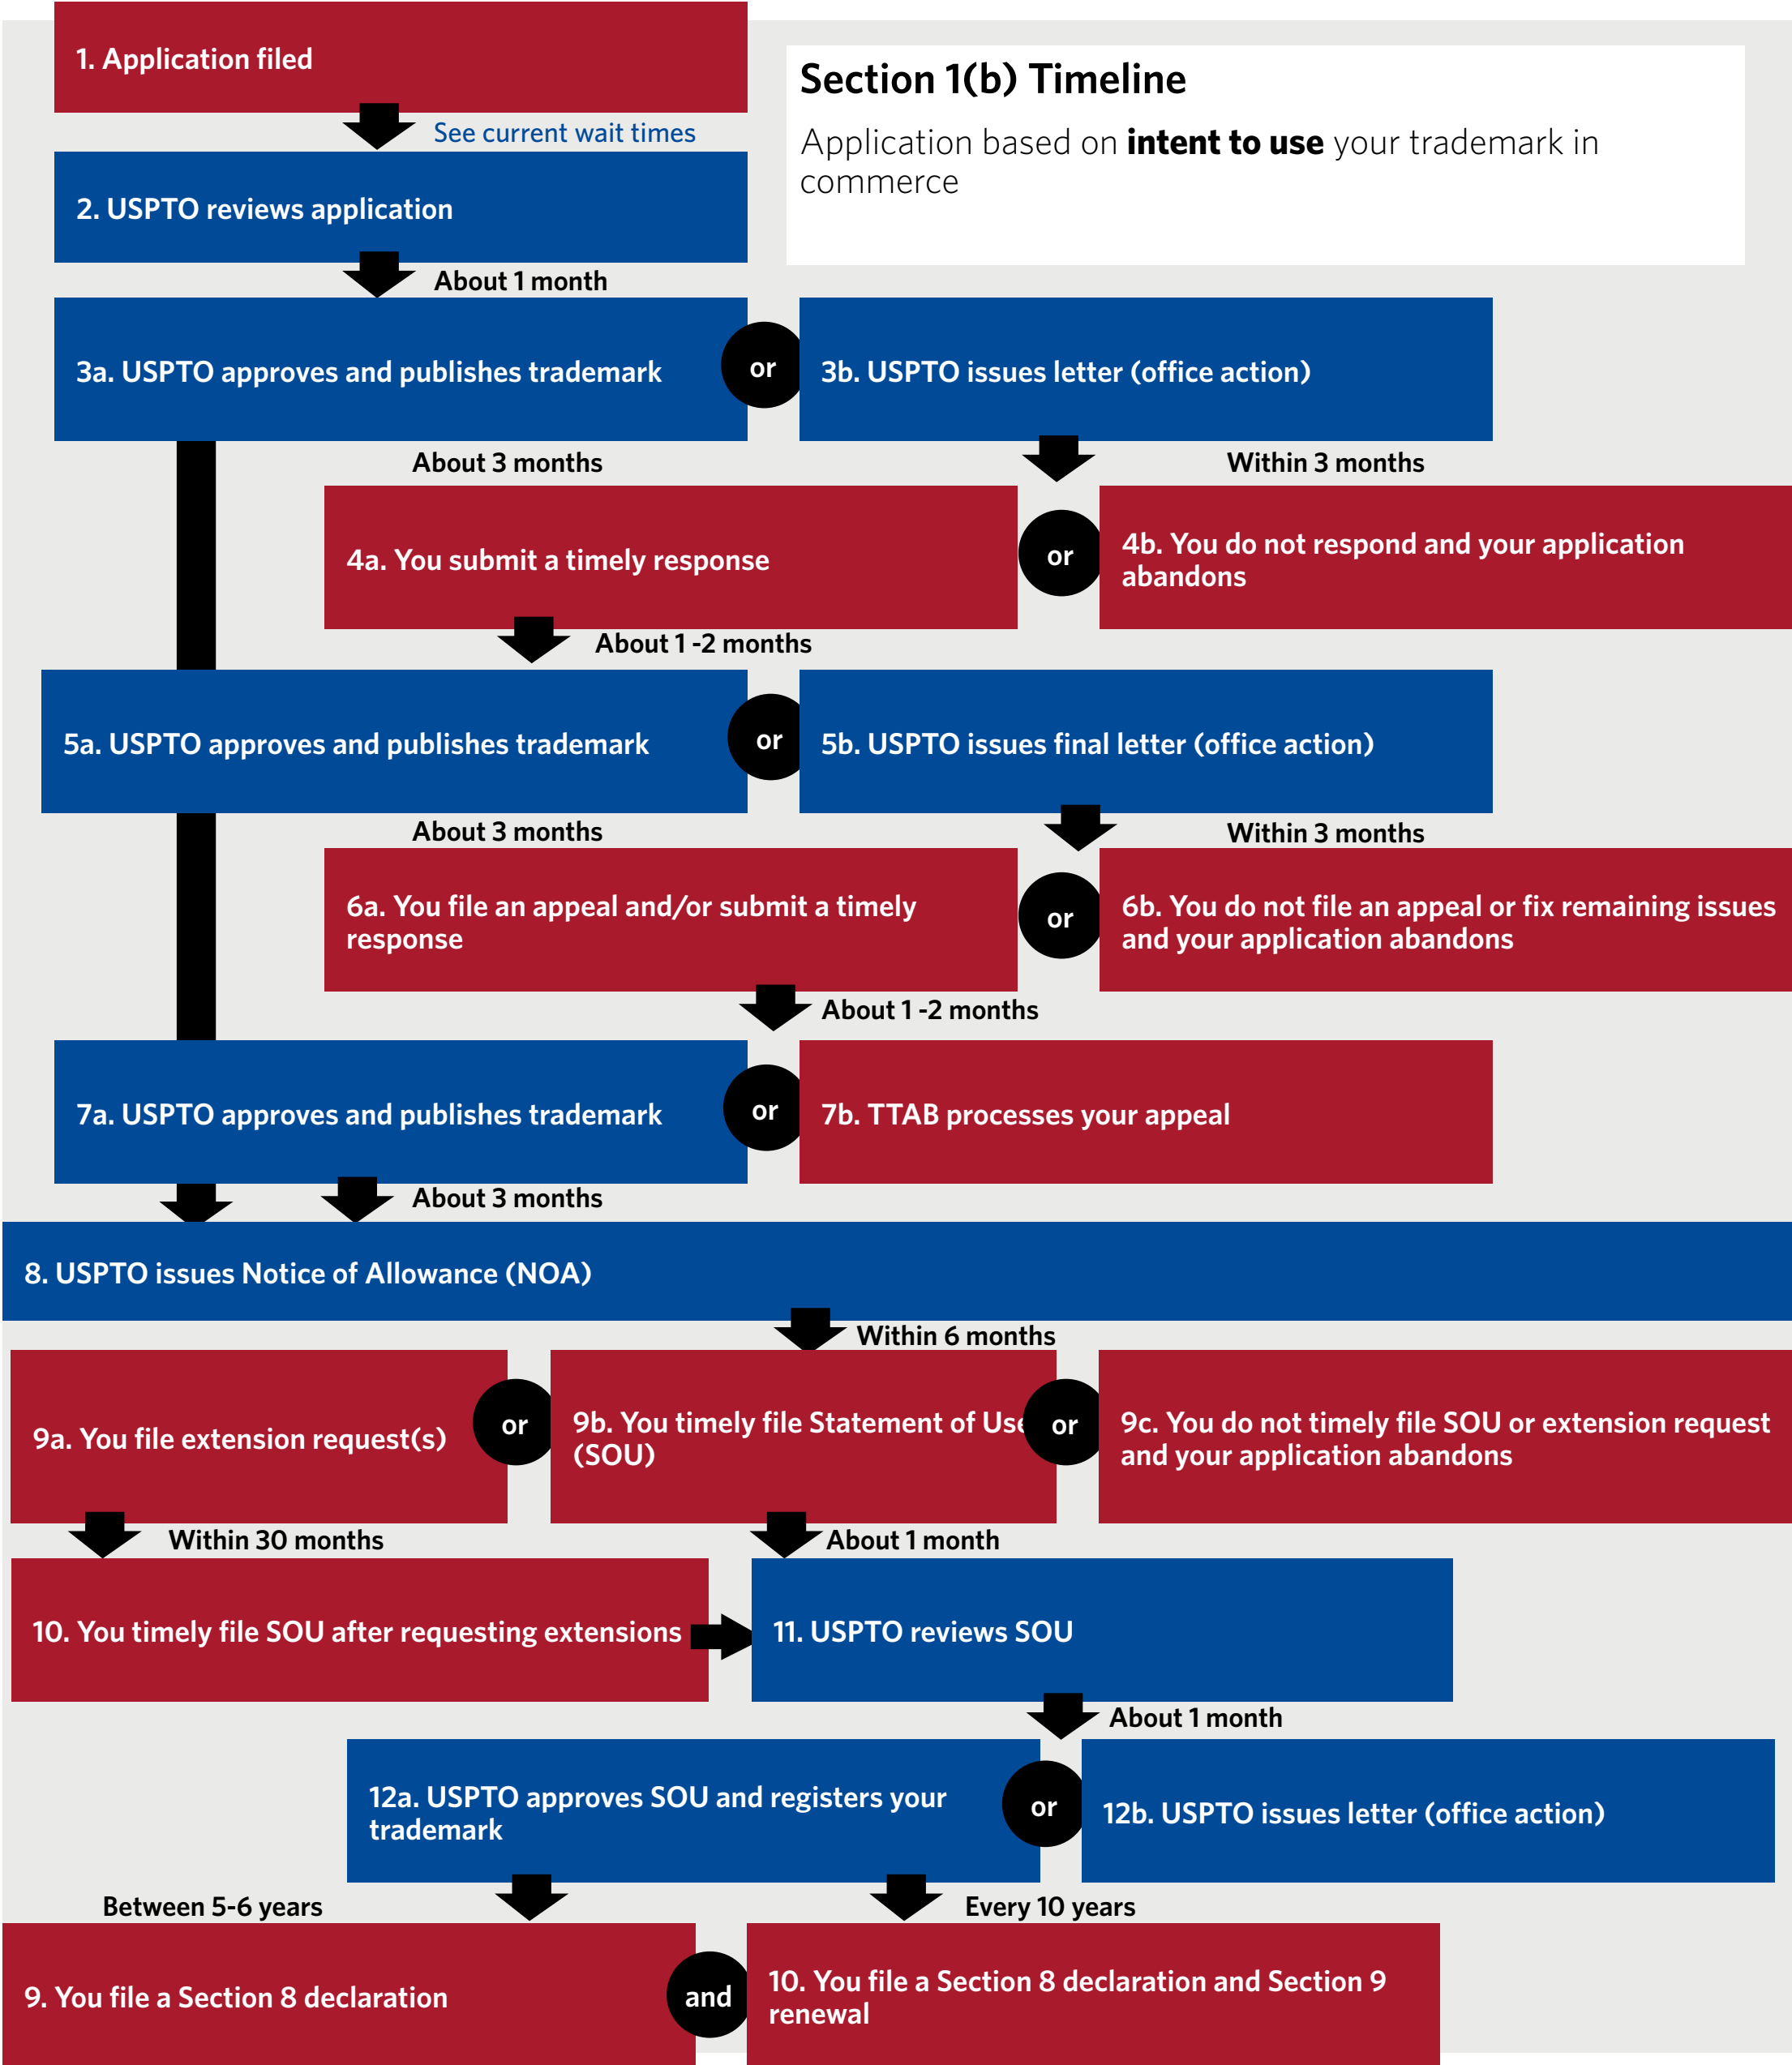 1. Application filed
Section 1(b) Timeline
Application based on intent to use your trademark in
commerce
See current wait times
2. USPTO reviews application
About 1 month
3a. USPTO approves and publishes trademark
or
3b. USPTO issues letter (office action)
About 3 months
Within 3 months
4a. You submit a timely response
or
4b. You do not respond and your application
abandons
About 1 -2 months
5a. USPTO approves and publishes trademark
or
5b. USPTO issues final letter (office action)
About 3 months
Within 3 months
6a. You file an appeal and/or submit a timely
response
or
6b. You do not file an appeal or fix remaining issues
and your application abandons
About 1 -2 months
7a. USPTO approves and publishes trademark
or
7b. TTAB processes your appeal
About 3 months
8. USPTO issues Notice of Allowance (NOA)
Within 6 months
9a. You file extension request(s)
or
9b. You timely file Statement of Use
(SOU)
or
9c. You do not timely file SOU or extension request
and your application abandons
Within 30 months
About 1 month
10. You timely file SOU after requesting extensions
11. USPTO reviews SOU
About 1 month
12a. USPTO approves SOU and registers your
trademark
or
12b. USPTO issues letter (office action)
Between 5-6 years
Every 10 years
9. You file a Section 8 declaration
and
10. You file a Section 8 declaration and Section 9
renewal